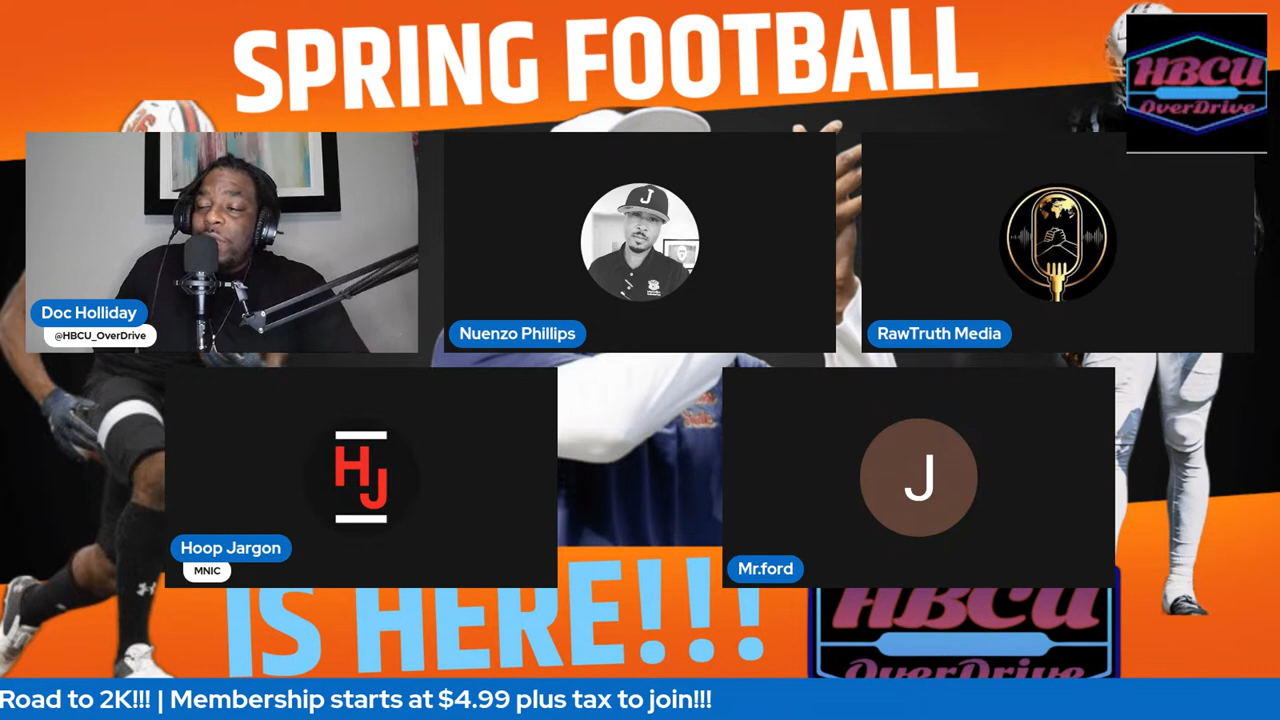 SPRING FOOTBALL
HBCU
OverDrive
J
Doc Holliday
@HBCU_OverDrive
Nuenzo Phillips
RawTruth Media
HJ
Hoop Jargon
MNIC
J
Mr.ford
IS HERE!!!
HBCU
OverDrive
Road to 2K!!! | Membership starts at $4.99 plus tax to join!!!